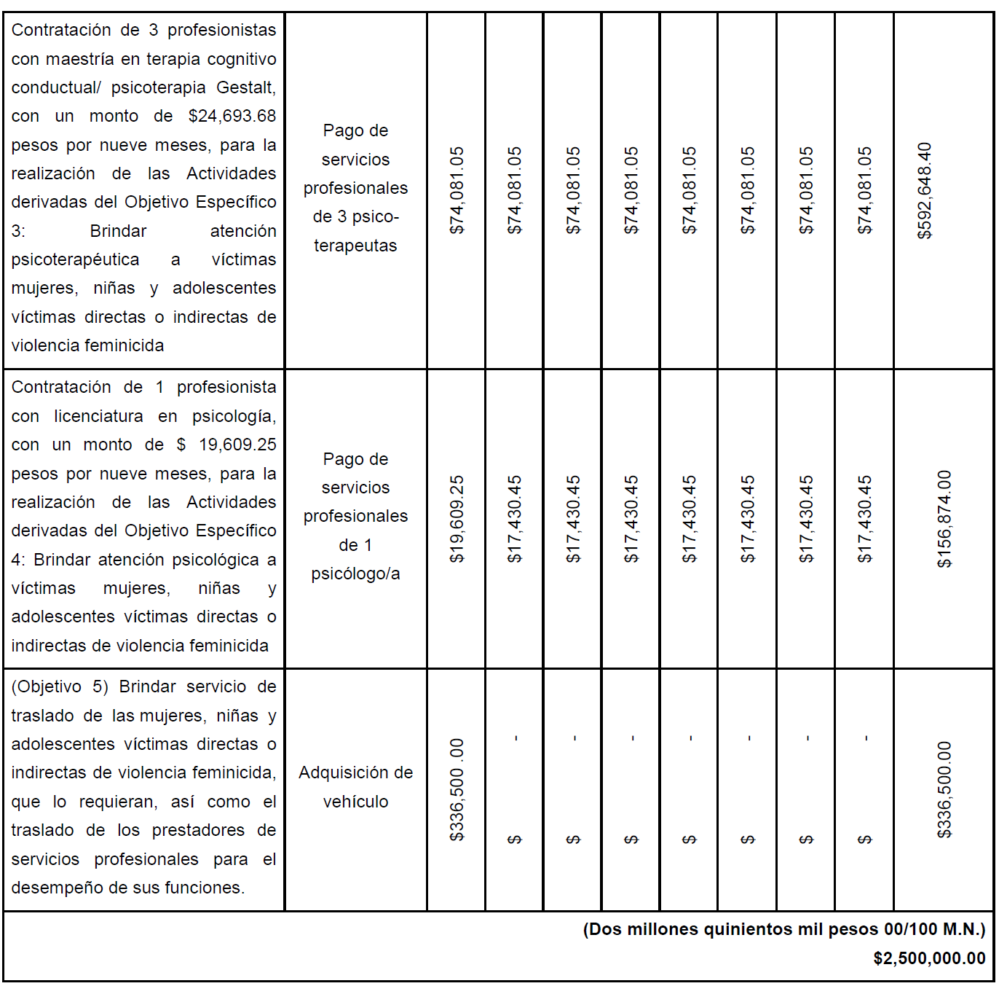 Contratación de 3 profesionistas
con maestría en terapia cognitivo
conductual/ psicoterapia Gestalt,
con un monto de $24,693.68
pesos por nueve meses, para la
realización de las Actividades
derivadas del Objetivo Específico
3: Brindar atención
psicoterapéutica a víctimas
mujeres, niñas y adolescentes
víctimas directas o indirectas de
violencia feminicida
Pago de
servicios
profesionales
de 3 psico-
terapeutas
$74,081.05
$74,081.05
$74,081.05
$74,081.05
$74,081.05
$74,081.05
$74,081.05
$74,081.05
$592,648.40
Contratación de 1 profesionista
con licenciatura en psicología,
con un monto de $ 19,609.25
pesos por nueve meses, para la
realización de las Actividades
derivadas del Objetivo Específico
4: Brindar atención psicológica a
víctimas mujeres, niñas y
adolescentes víctimas directas o
indirectas de violencia feminicida
Pago de
servicios
profesionales
de 1
psicólogo/a
$19,609.25
$17,430.45
$17,430.45
$17,430.45
$17,430.45
$17,430.45
$17,430.45
$17,430.45
$156,874.00
(Objetivo 5) Brindar servicio de
traslado de las mujeres, niñas y
adolescentes víctimas directas o
indirectas de violencia feminicida,
que lo requieran, así como el
traslado de los prestadores de
servicios profesionales para el
desempeño de sus funciones.
Adquisición de
vehículo
$336,500 .00
$ -
$ -
$ -
$ -
$ -
$ -
$ -
$336,500.00
(Dos millones quinientos mil pesos 00/100 M.N.)
$2,500,000.00